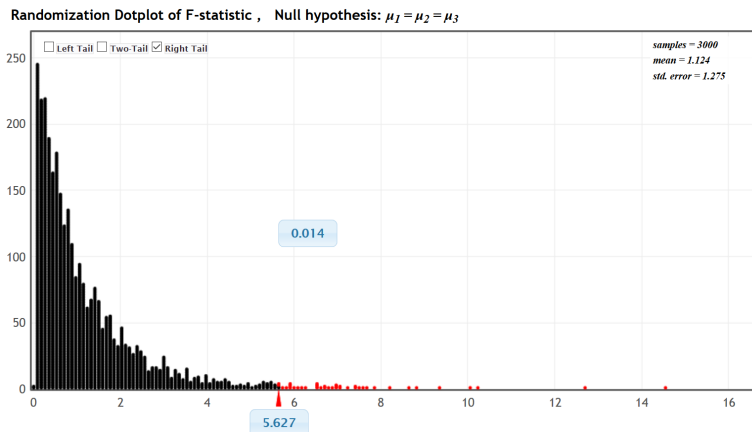 Randomization Dotplot of F-statistic , Null hypothesis: μ1 = μ2 = μ3
Left Tail Two-Tail Right Tail
samples = 3000
mean = 1.124
std. error = 1.275
250
200
150
100
50
0
0.014
0 2 4 6 8 10 12 14 16
5.627